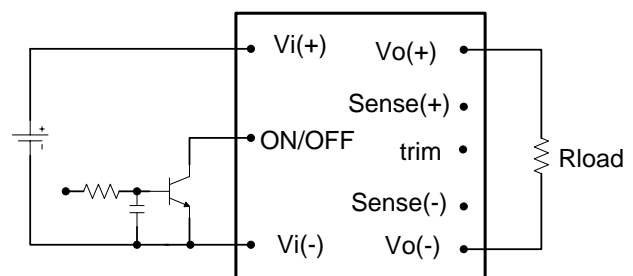 Vi(+)
Vo(+)
Sense(+)
ON/OFF
trim
Rload
Sense(-)
Vi(-)
Vo(-)
+
-